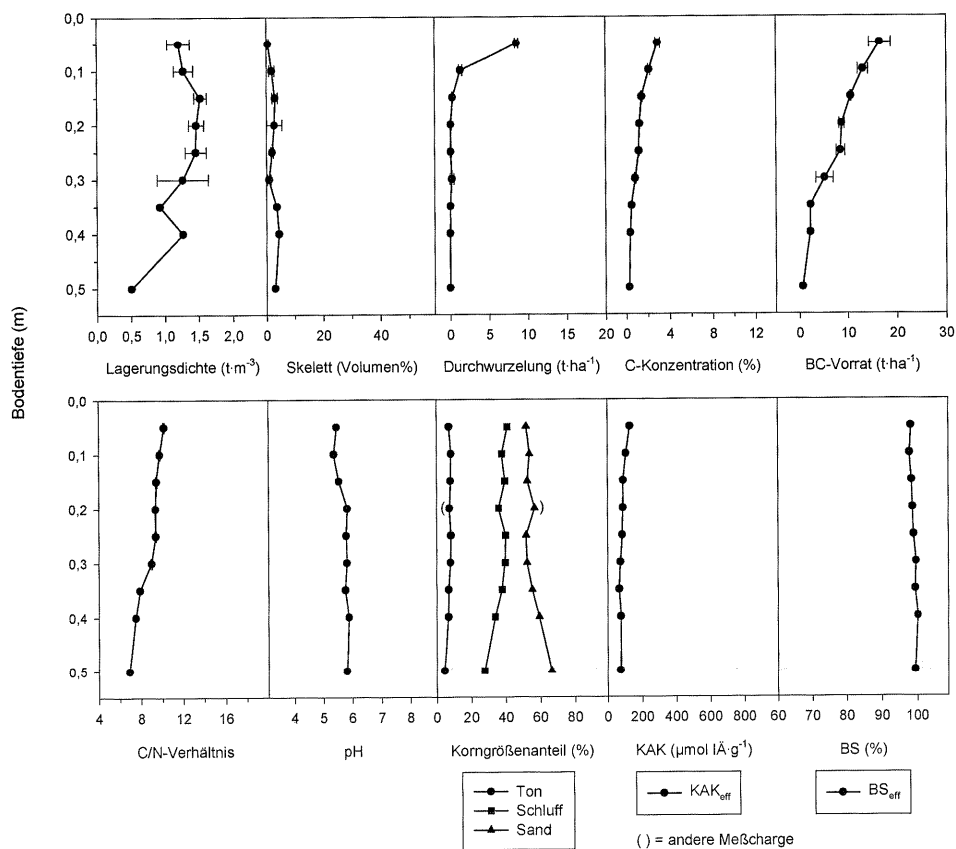 0,0
0,1
0,2
0,3
0,4
0,5
0,0 0,5 1,0 1,5 2,0
0 20 40
0 5 10 15
20 0 4 8 12
0 10 20 30
Lagerungsdichte (t·m⁻³)
Skelett (Volumen%)
Durchwurzelung (t·ha⁻¹)
C-Konzentration (%)
BC-Vorrat (t·ha⁻¹)
Bodentiefe (m)
0,0
0,1
0,2
0,3
0,4
0,5
( )
4 8 12 16
4 5 6 7
0 20 40 60 80
0 200 400 600 800
60 70 80 90 100
C/N-Verhältnis
pH
Korngrößenanteil (%)
KAK (µmol IÄ·g⁻¹)
BS (%)
Ton
Schluff
Sand
KAKeff
BSeff
( ) = andere Meßcharge